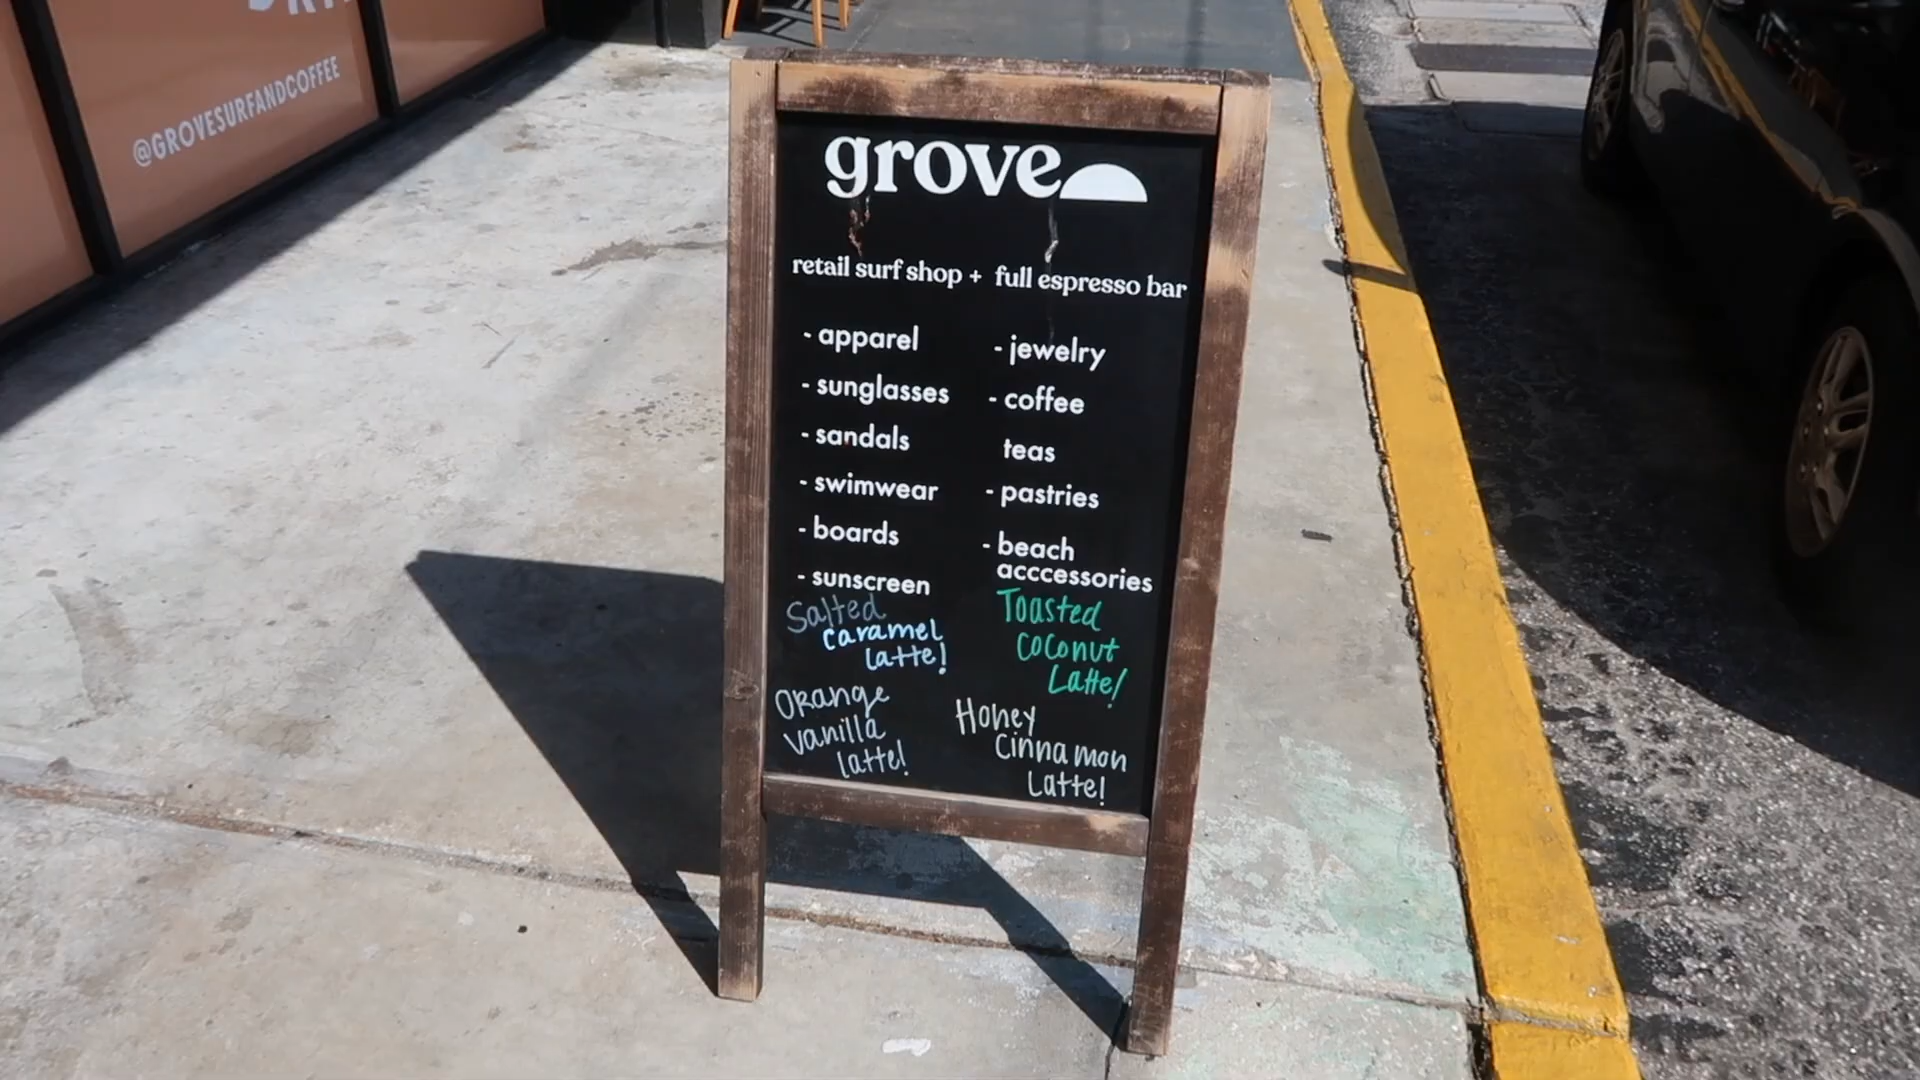 @GROVESURFANDCOFFEE
grove
retail surf shop + full espresso bar
- apparel
- sunglasses
- sandals
- swimwear
- boards
- sunscreen
- jewelry
- coffee
teas
- pastries
- beach
acccessories
Salted
caramel
latte!
Toasted
coconut
Latte!
Orange
vanilla
latte!
Honey
Cinnamon
Latte!